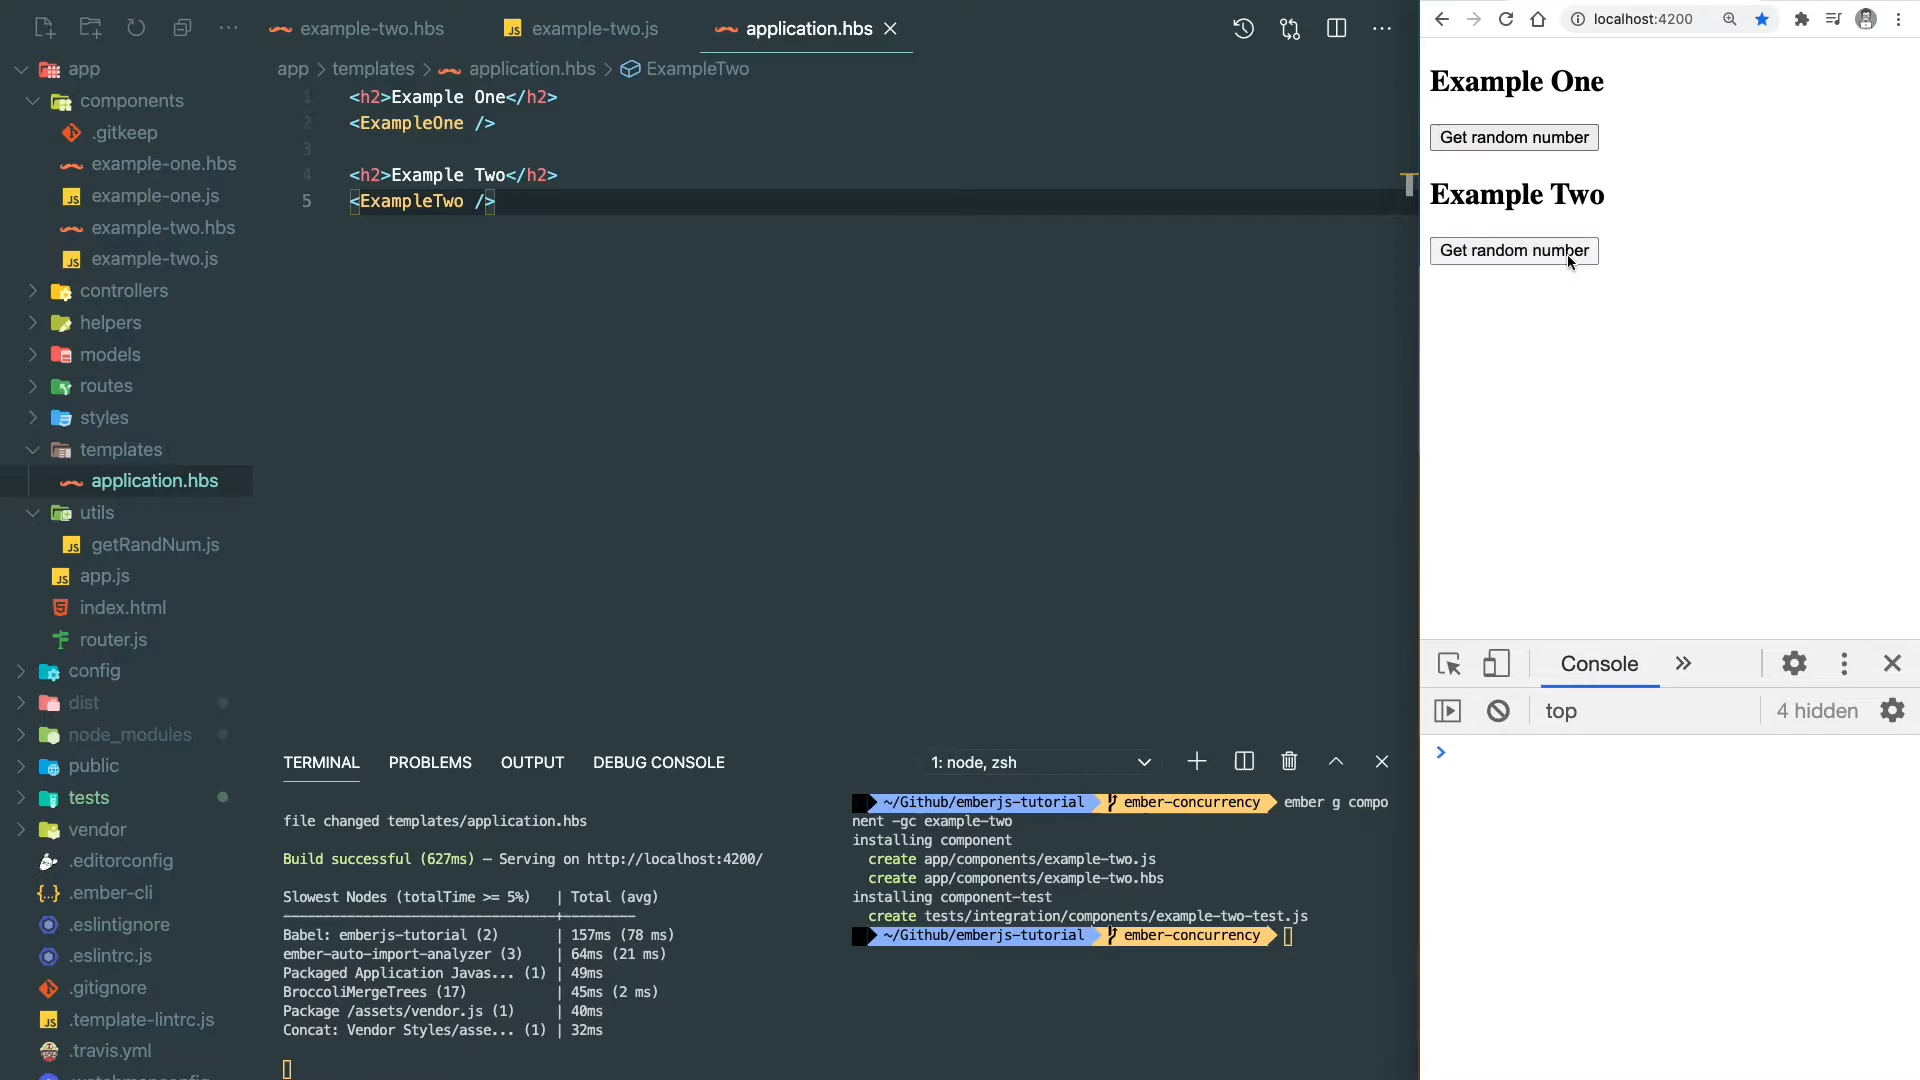 example-two.hbs
example-two.js
application.hbs
app
components
.gitkeep
example-one.hbs
example-one.js
example-two.hbs
example-two.js
controllers
helpers
models
routes
styles
templates
application.hbs
utils
getRandNum.js
app.js
index.html
router.js
config
dist
node_modules
public
tests
vendor
.editorconfig
.ember-cli
.eslintignore
.eslintrc.js
.gitignore
.template-lintrc.js
.travis.yml
app > templates > application.hbs > ExampleTwo
1 <h2>Example One</h2>
2 <ExampleOne />
3
4 <h2>Example Two</h2>
5 <ExampleTwo />
TERMINAL PROBLEMS OUTPUT DEBUG CONSOLE
1: node, zsh
file changed templates/application.hbs
Build successful (627ms) – Serving on http://localhost:4200/
Slowest Nodes (totalTime >= 5%) | Total (avg)
Babel: emberjs-tutorial (2) | 157ms (78 ms)
ember-auto-import-analyzer (3) | 64ms (21 ms)
Packaged Application Javas... (1) | 49ms
BroccoliMergeTrees (17) | 45ms (2 ms)
Package /assets/vendor.js (1) | 40ms
Concat: Vendor Styles/asse... (1) | 32ms
~/Github/emberjs-tutorial ember-concurrency ember g compo
nent -gc example-two
installing component
create app/components/example-two.js
create app/components/example-two.hbs
installing component-test
create tests/integration/components/example-two-test.js
~/Github/emberjs-tutorial ember-concurrency
localhost:4200
Example One
Get random number
Example Two
Get random number
Console
top
4 hidden